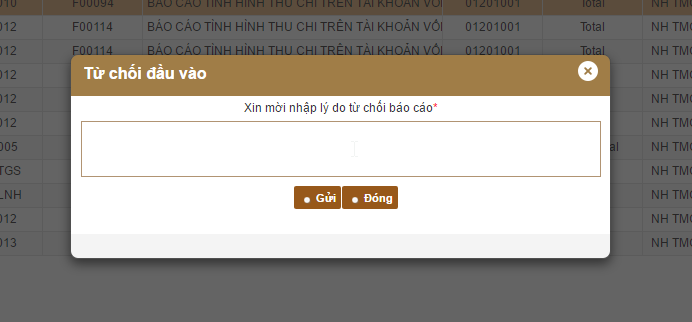 010 F00094 BÁO CÁO TÌNH HÌNH THU CHI TRÊN TÀI KHOẢN VỐN 01201001 Total NH TMC
012 F00114 BÁO CÁO TÌNH HÌNH THU CHI TRÊN TÀI KHOẢN VỐN 01201001 Total NH TMC
012 F00114 BÁO CÁO TÌNH HÌNH THU CHI TRÊN TÀI KHOẢN VỐN 01201001 Total NH TMC
012 NH TMC
Từ chối đầu vào
012 NH TMC
Xin mời nhập lý do từ chối báo cáo*
012 NH TMC
005 al NH TMC
TGS NH TMC
LNH NH TMC
Gửi Đóng
012 NH TMC
013 NH TMC